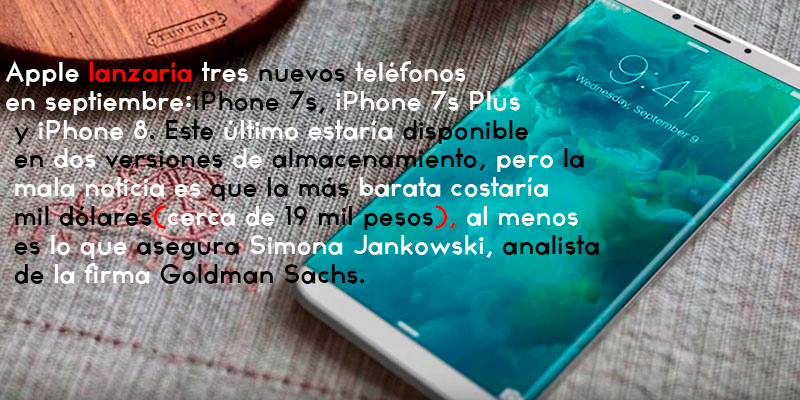 Apple lanzaría tres nuevos teléfonos
en septiembre:iPhone 7s, iPhone 7s Plus
y iPhone 8. Este último estaría disponible
en dos versiones de almacenamiento, pero la
mala noticia es que la más barata costaría
mil dólares(cerca de 19 mil pesos), al menos
es lo que asegura Simona Jankowski, analista
de la firma Goldman Sachs.
9:41
Wednesday, September 9
100%